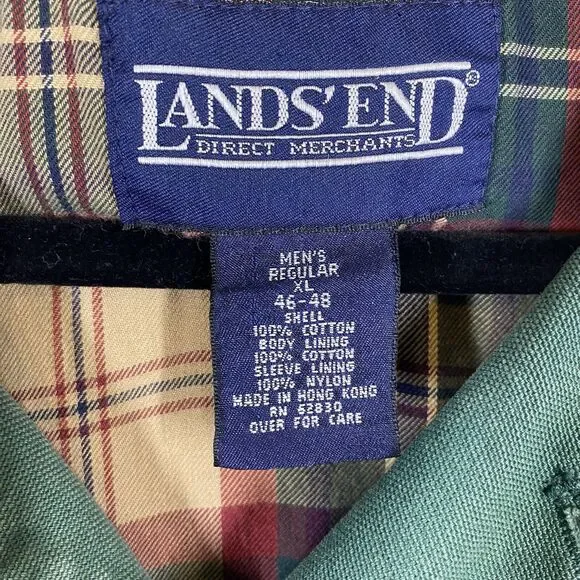 LANDS' END®
DIRECT MERCHANTS
MEN'S
REGULAR
XL
46-48
SHELL
100% COTTON
BODY LINING
100% COTTON
SLEEVE LINING
100% NYLON
MADE IN HONG KONG
RN 62830
OVER FOR CARE